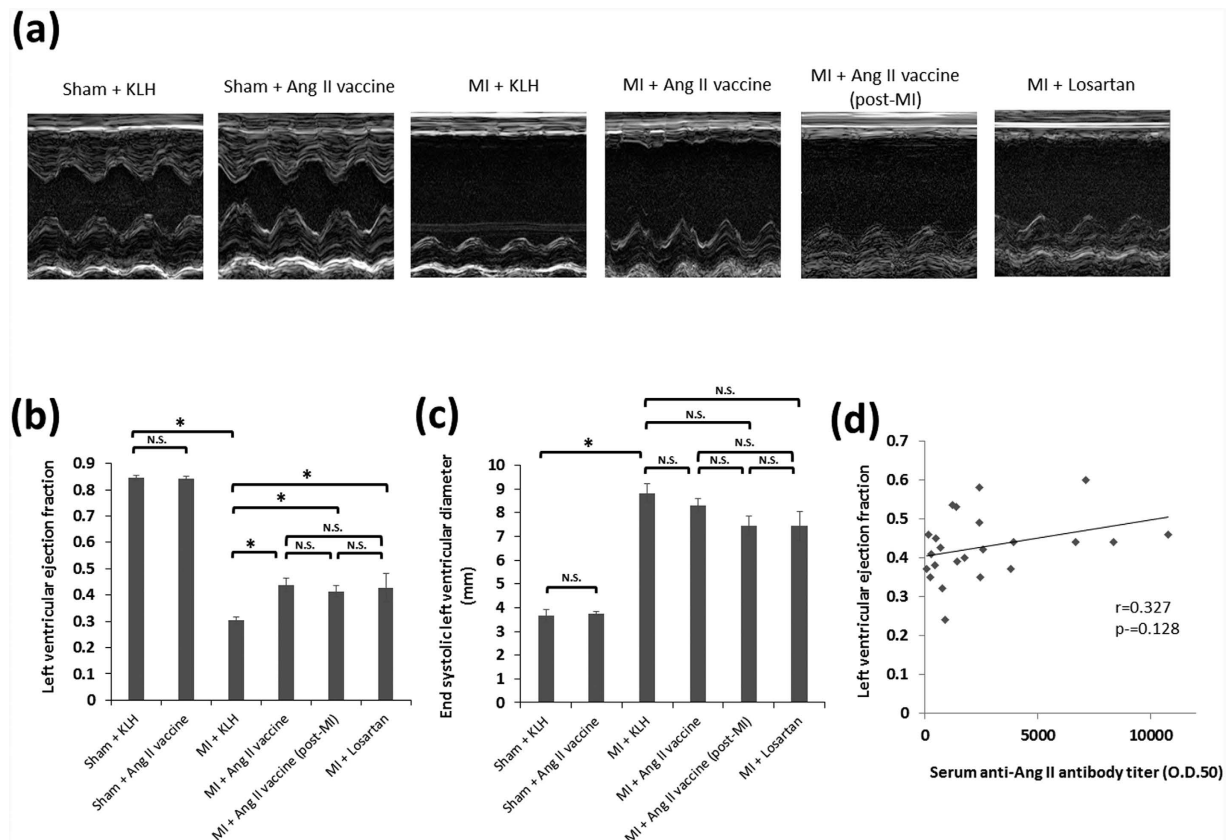 (a)
Sham + KLH
Sham + Ang II vaccine
MI + KLH
MI + Ang II vaccine
MI + Ang II vaccine
(post-MI)
MI + Losartan
(b)
*
N.S.
*
*
*
N.S.
N.S.
N.S.
Left ventricular ejection fraction
0.9
0.8
0.7
0.6
0.5
0.4
0.3
0.2
0.1
0
Sham + KLH
Sham + Ang II vaccine
MI + KLH
MI + Ang II vaccine
MI + Ang II vaccine (post-MI)
MI + Losartan
(c)
N.S.
N.S.
*
N.S.
N.S.
N.S.
N.S.
N.S.
End systolic left ventricular diameter
(mm)
10
9
8
7
6
5
4
3
2
1
0
Sham + KLH
Sham + Ang II vaccine
MI + KLH
MI + Ang II vaccine
MI + Ang II vaccine (post-MI)
MI + Losartan
(d)
Left ventricular ejection fraction
0.7
0.6
0.5
0.4
0.3
0.2
0.1
0
r=0.327
p-=0.128
0
5000
10000
Serum anti-Ang II antibody titer (O.D.50)